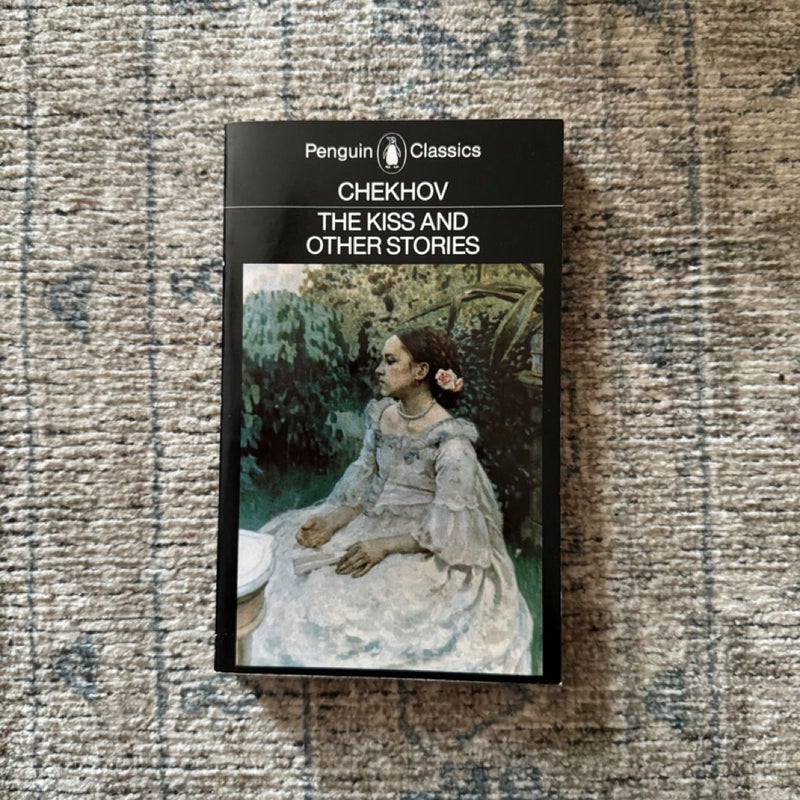 Penguin Classics
CHEKHOV
THE KISS AND
OTHER STORIES